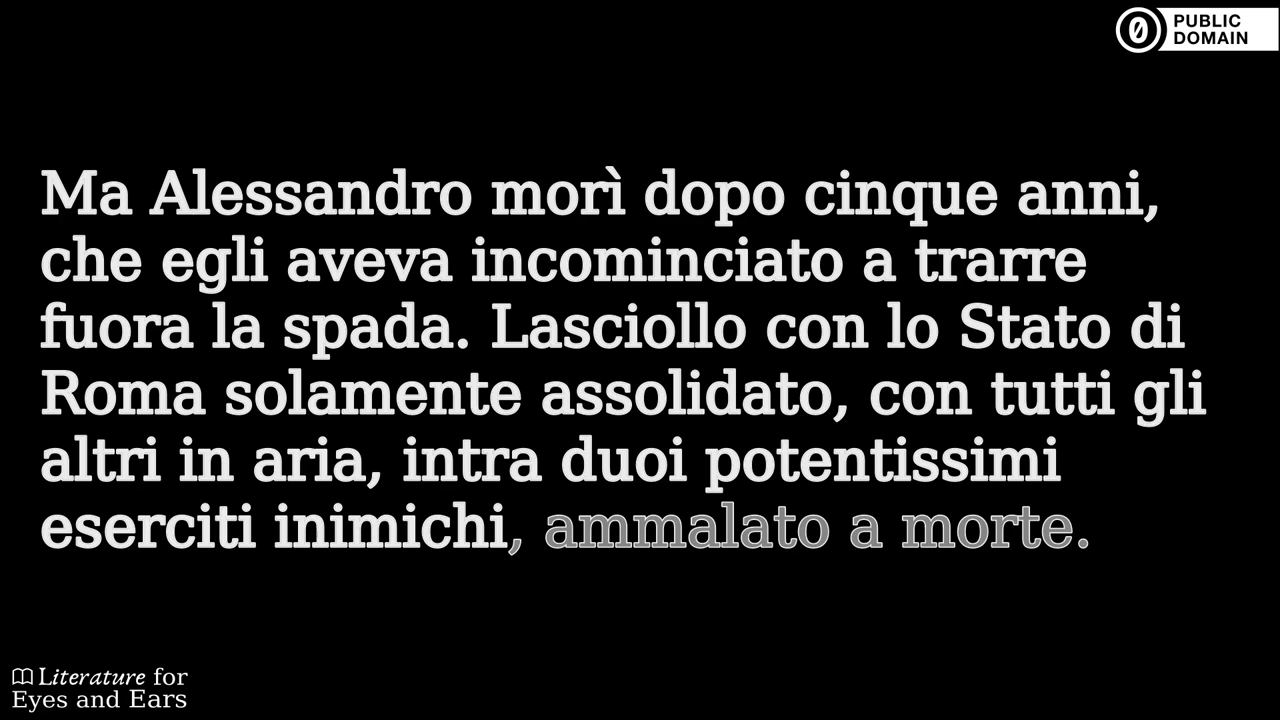 PUBLIC
DOMAIN
Ma Alessandro morì dopo cinque anni,
che egli aveva incominciato a trarre
fuora la spada. Lasciollo con lo Stato di
Roma solamente assolidato, con tutti gli
altri in aria, intra duoi potentissimi
eserciti inimichi, ammalato a morte.
Literature for
Eyes and Ears